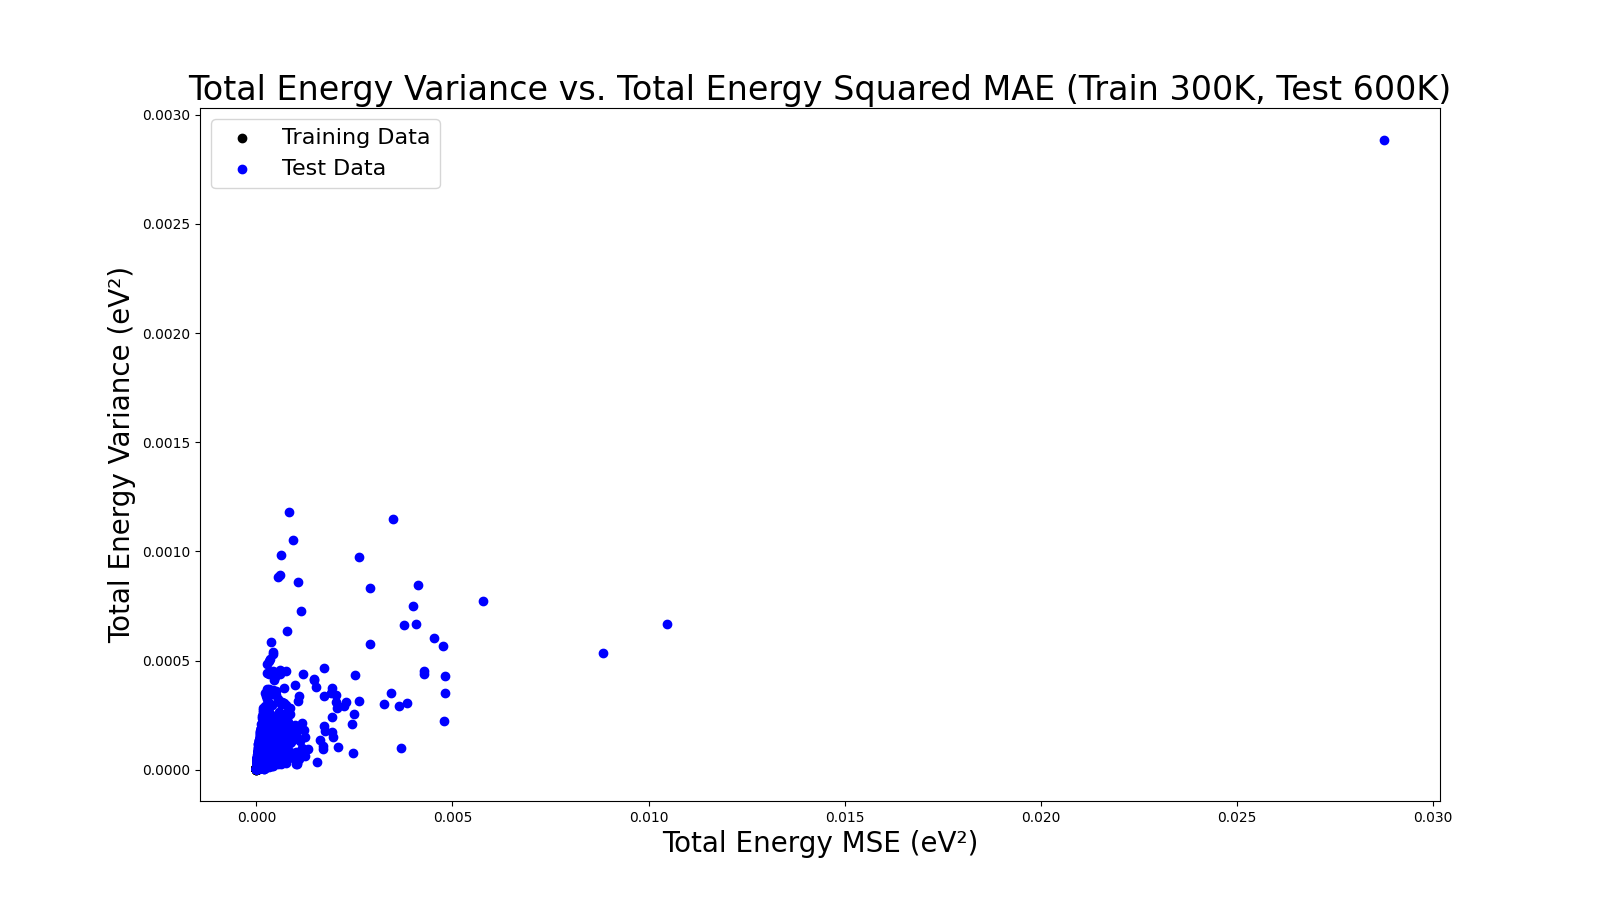 Total Energy Variance vs. Total Energy Squared MAE (Train 300K, Test 600K)
Training Data
Test Data
Total Energy Variance (eV²)
0.0030
0.0025
0.0020
0.0015
0.0010
0.0005
0.0000
0.000 0.005 0.010 0.015 0.020 0.025 0.030
Total Energy MSE (eV²)